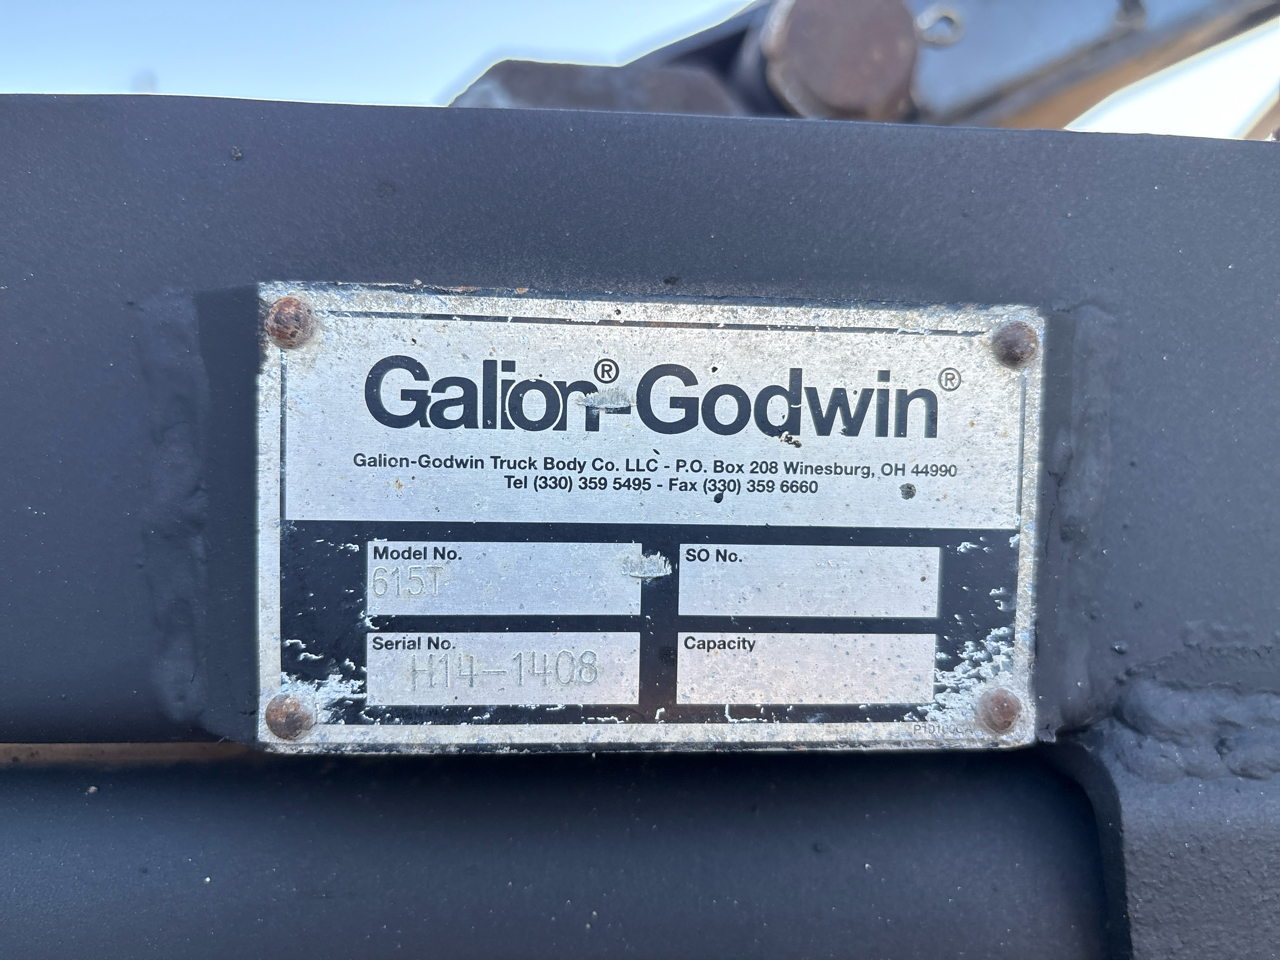 Galion®-Godwin®
Galion-Godwin Truck Body Co. LLC - P.O. Box 208 Winesburg, OH 44990
Tel (330) 359 5495 - Fax (330) 359 6660
Model No.
615T
SO No.
Serial No.
H14-1408
Capacity